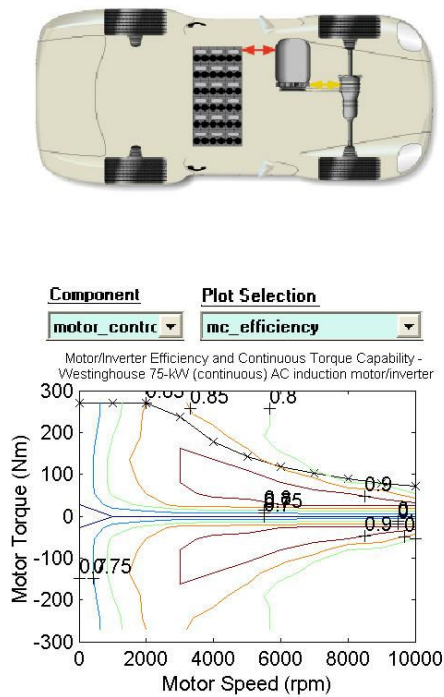 Component Plot Selection
motor_contrc mc_efficiency
Motor/Inverter Efficiency and Continuous Torque Capability -
Westinghouse 75-kW (continuous) AC induction motor/inverter
300
0.85 0.8
200
100
0.9
0
-100
0.9
0.75
-200
-300
0 2000 4000 6000 8000 10000
Motor Torque (Nm)
Motor Speed (rpm)